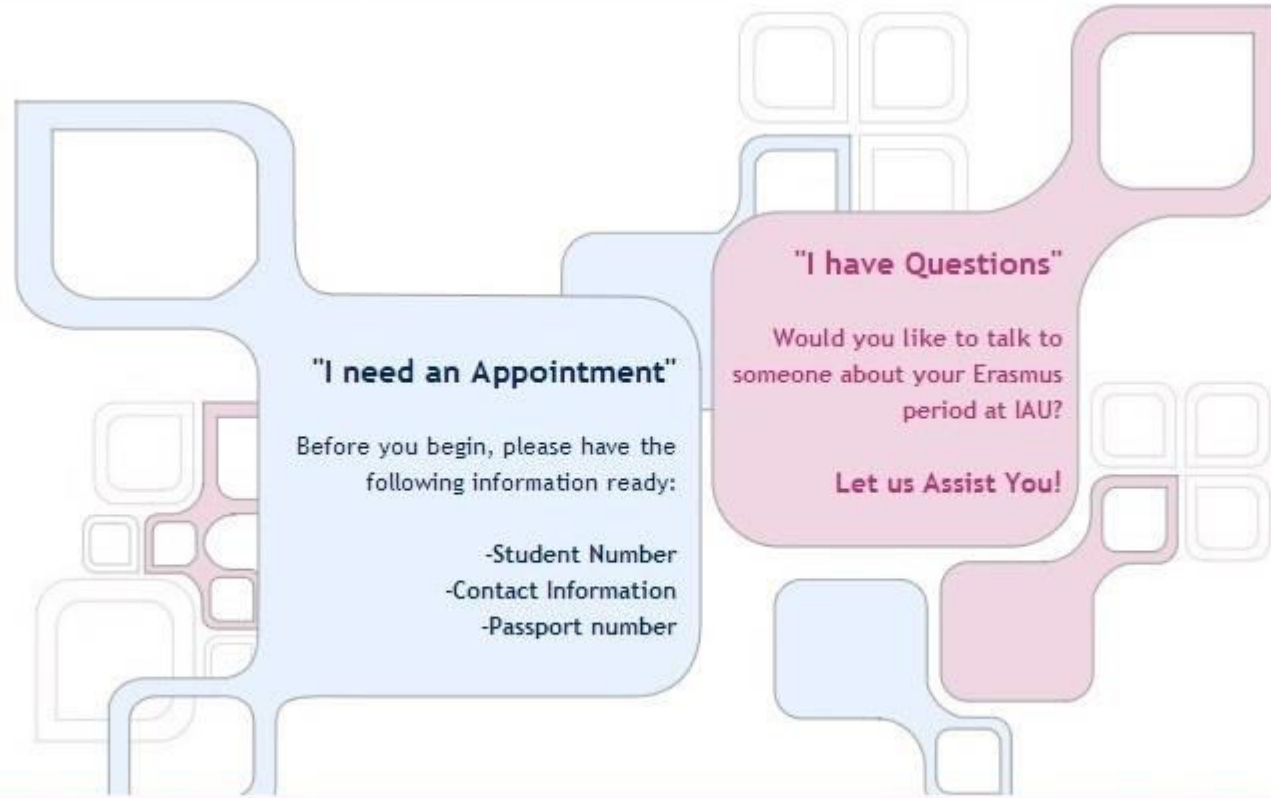 "I need an Appointment"
Before you begin, please have the
following information ready:
-Student Number
-Contact Information
-Passport number
"I have Questions"
Would you like to talk to
someone about your Erasmus
period at IAU?
Let us Assist You!